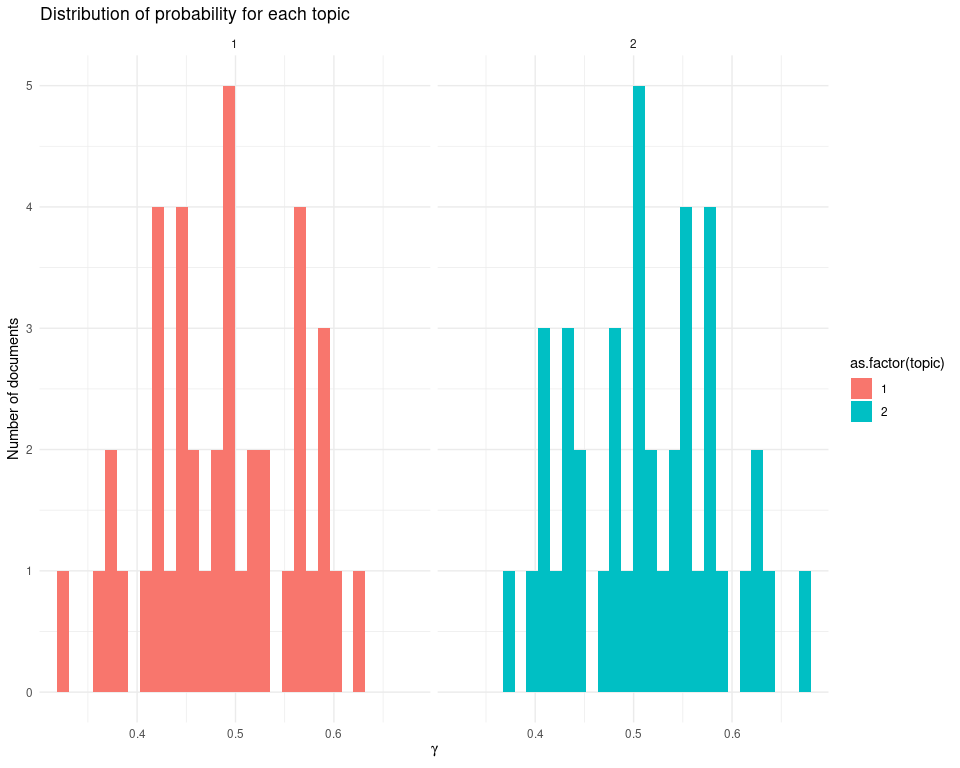 Distribution of probability for each topic
1 2
5
4
3
2
1
0
Number of documents
0.4 0.5 0.6 0.4 0.5 0.6
γ
as.factor(topic)
1
2